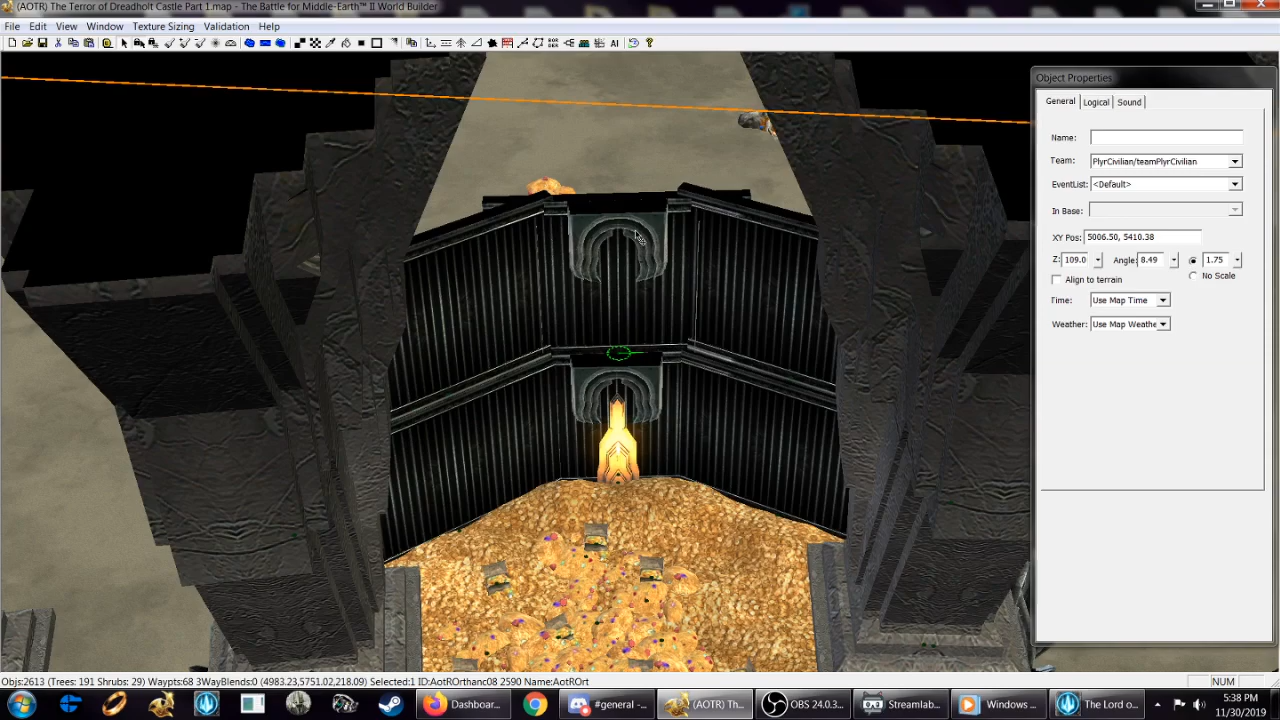 (AOTR) The Terror of Dreadholt Castle Part 1.map - The Battle for Middle-Earth™ II World Builder
File Edit View Window Texture Sizing Validation Help
AI
Object Properties
General Logical Sound
Name:
Team: PlyrCivilian/teamPlyrCivilian
EventList: <Default>
In Base:
XY Pos: 5006.50, 5410.38
Z: 109.0 Angle: 8.49 1.75
No Scale
Align to terrain
Time: Use Map Time
Weather: Use Map Weathe
Objs:2613 (Trees: 191 Shrubs: 29) Waypts:68 3WayBlends:0 (4983.23,5751.02,218.09) Selected:1 ID:AotROrthanc08 2590 Name:AotROrt
NUM
Dashboar... #general -... (AOTR) Th... OBS 24.0.3... Streamlab... Windows ... The Lord o... 5:38 PM
11/30/2019